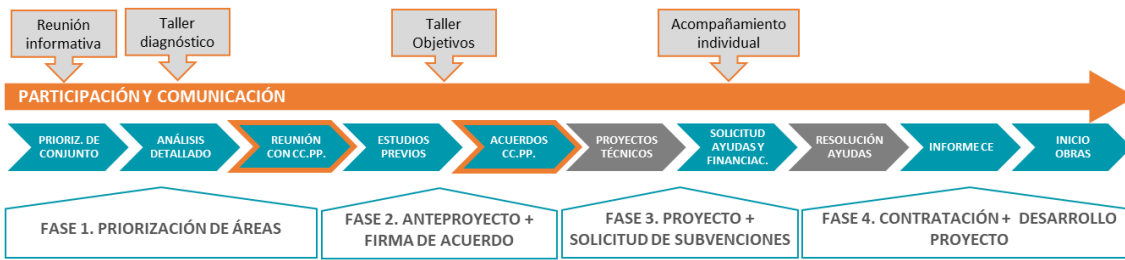 Reunión
informativa
Taller
diagnóstico
Taller
Objetivos
Acompañamiento
individual
PARTICIPACIÓN Y COMUNICACIÓN
PRIORIZ. DE
CONJUNTO
ANÁLISIS
DETALLADO
REUNIÓN
CON CC.PP.
ESTUDIOS
PREVIOS
ACUERDOS
CC.PP.
PROYECTOS
TÉCNICOS
SOLICITUD
AYUDAS Y
FINANCIAC.
RESOLUCIÓN
AYUDAS
INFORME CE
INICIO
OBRAS
FASE 1. PRIORIZACIÓN DE ÁREAS
FASE 2. ANTEPROYECTO +
FIRMA DE ACUERDO
FASE 3. PROYECTO +
SOLICITUD DE SUBVENCIONES
FASE 4. CONTRATACIÓN + DESARROLLO
PROYECTO